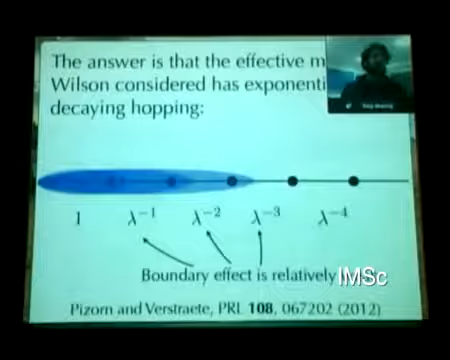 The answer is that the effective m
Wilson considered has exponenti
decaying hopping:
1 λ⁻¹ λ⁻² λ⁻³ λ⁻⁴
Boundary effect is relatively
IMSc
Pizorn and Verstraete, PRL 108, 067202 (2012)